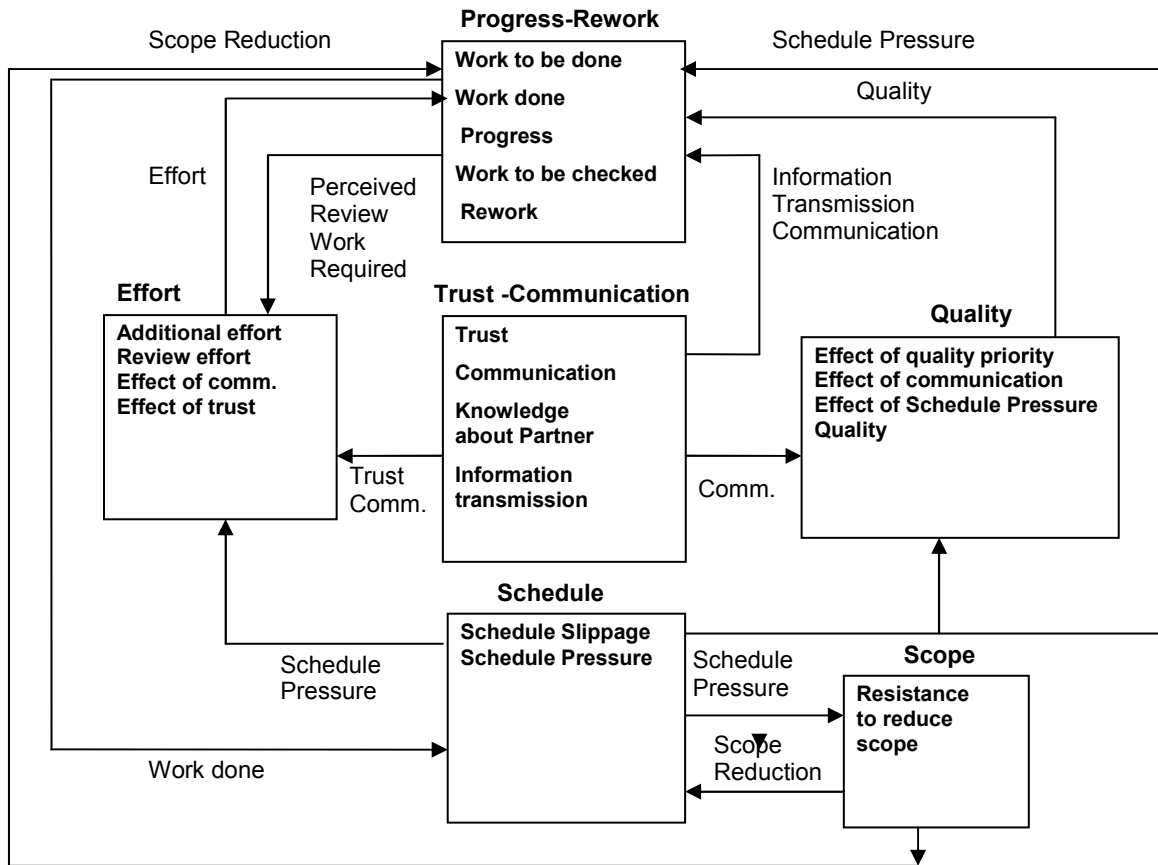 Progress-Rework
Scope Reduction
Schedule Pressure
Work to be done
Work done
Progress
Work to be checked
Rework
Quality
Effort
Perceived
Review
Work
Required
Information
Transmission
Communication
Effort
Additional effort
Review effort
Effect of comm.
Effect of trust
Trust -Communication
Trust
Communication
Knowledge
about Partner
Information
transmission
Quality
Effect of quality priority
Effect of communication
Effect of Schedule Pressure
Quality
Trust
Comm.
Comm.
Schedule
Schedule Slippage
Schedule Pressure
Schedule
Pressure
Schedule
Pressure
Scope
Resistance
to reduce
scope
Scope
Reduction
Work done